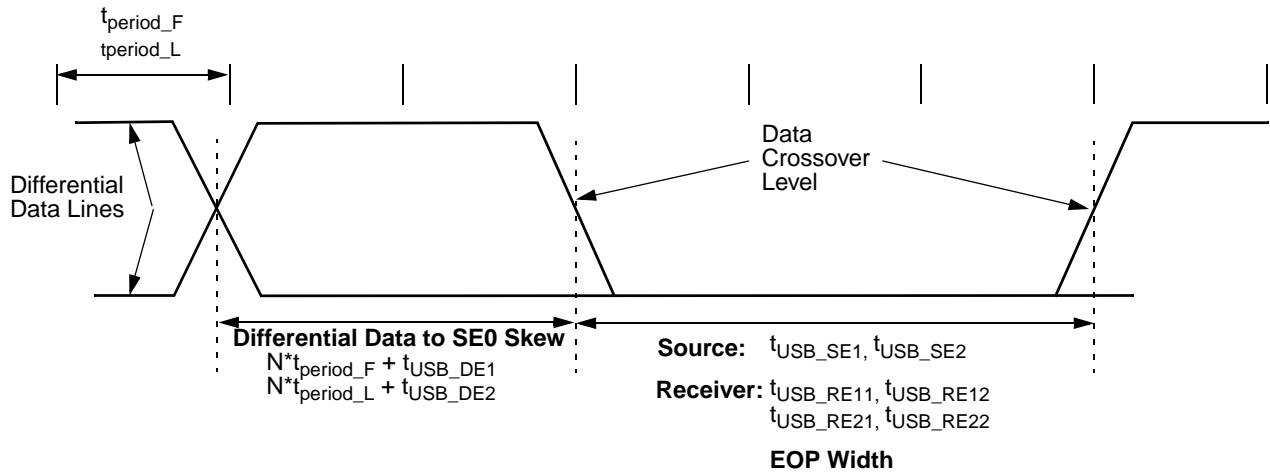 tperiod_F
tperiod_L
Data
Crossover
Level
Differential
Data Lines
Differential Data to SE0 Skew
N*tperiod_F + tUSB_DE1
N*tperiod_L + tUSB_DE2
Source: tUSB_SE1, tUSB_SE2
Receiver: tUSB_RE11, tUSB_RE12
tUSB_RE21, tUSB_RE22
EOP Width